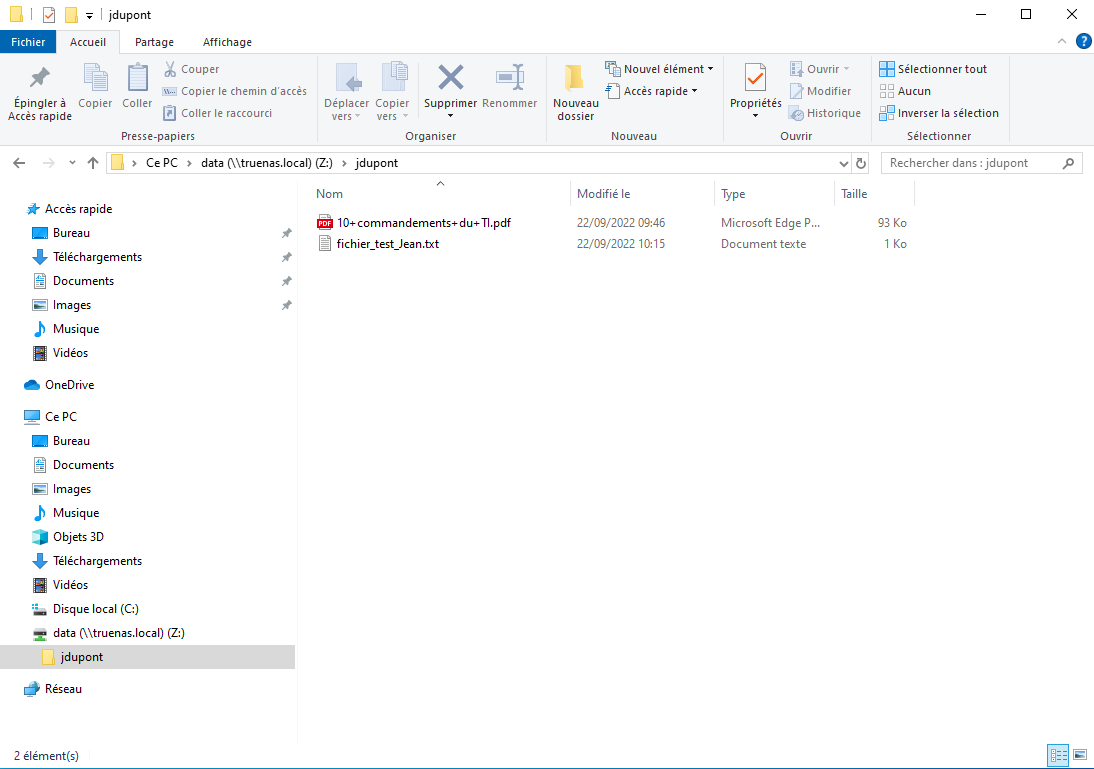 jdupont
Fichier Accueil Partage Affichage
?
Épingler à
Accès rapide
Copier
Coller
Couper
Copier le chemin d'accès
Coller le raccourci
Presse-papiers
Déplacer
vers
Copier
vers
Supprimer
Renommer
Organiser
Nouveau
dossier
Nouvel élément
Accès rapide
Nouveau
Propriétés
Ouvrir
Modifier
Historique
Ouvrir
Sélectionner tout
Aucun
Inverser la sélection
Sélectionner
Ce PC > data (\\truenas.local) (Z:) > jdupont
Rechercher dans : jdupont
Accès rapide
Bureau
Téléchargements
Documents
Images
Musique
Vidéos
OneDrive
Ce PC
Bureau
Documents
Images
Musique
Objets 3D
Téléchargements
Vidéos
Disque local (C:)
data (\\truenas.local) (Z:)
jdupont
Réseau
Nom Modifié le Type Taille
PDF 10+commandements+du+TI.pdf 22/09/2022 09:46 Microsoft Edge P... 93 Ko
fichier_test_Jean.txt 22/09/2022 10:15 Document texte 1 Ko
2 élément(s)